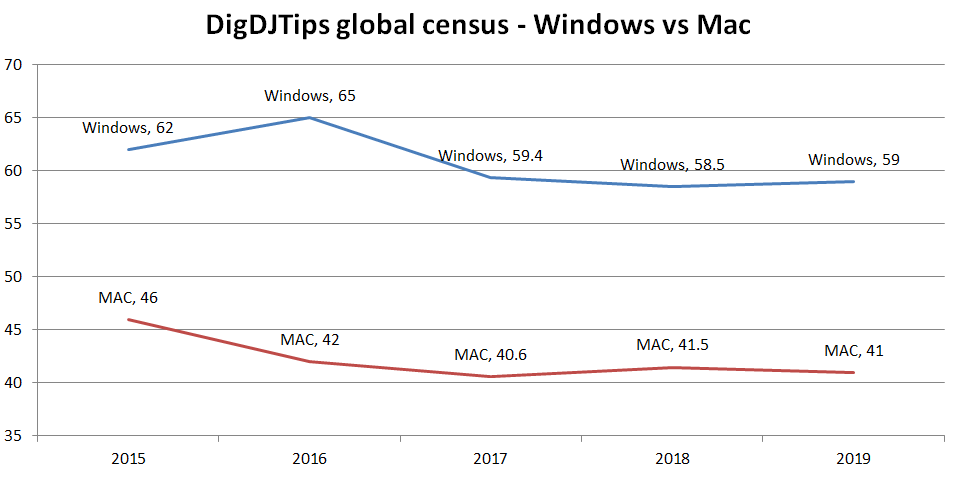 DigDJTips global census - Windows vs Mac
70
65
60
55
50
45
40
35
Windows, 62
Windows, 65
Windows, 59.4
Windows, 58.5
Windows, 59
MAC, 46
MAC, 42
MAC, 40.6
MAC, 41.5
MAC, 41
2015
2016
2017
2018
2019